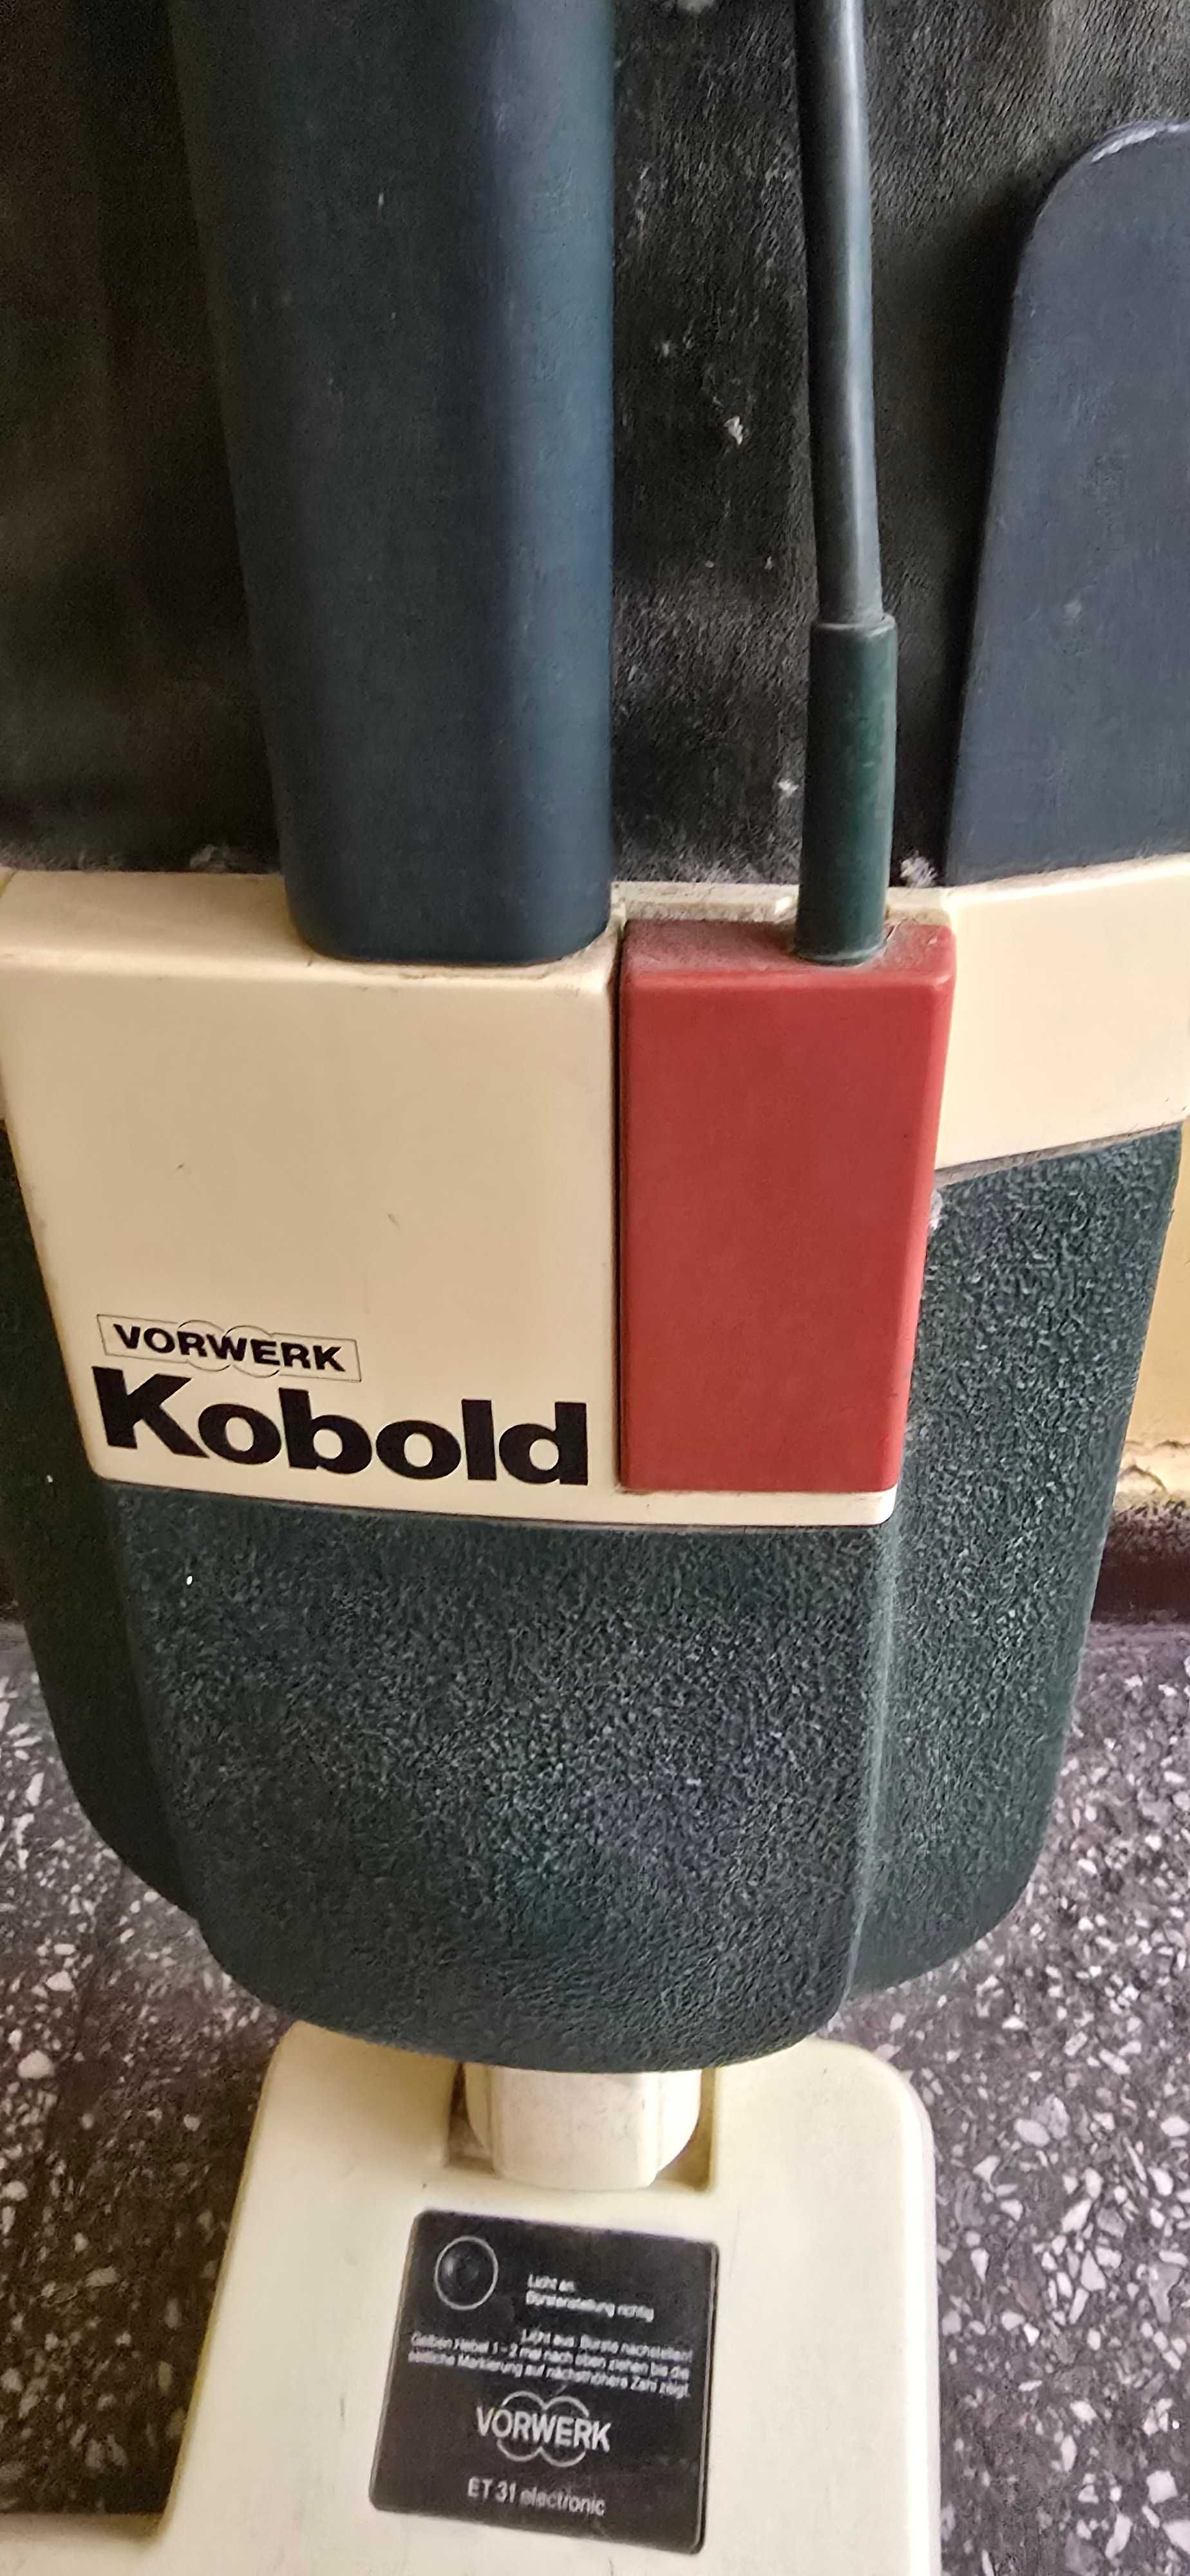 VORWERK
Kobold
Licht an:
Bürsteneinstellung richtig
Licht aus: Bürste nachstellen!
Gelben Hebel 1-2 mal nach oben ziehen bis die
seitliche Markierung auf nächsthöhere Zahl zeigt.
VORWERK
ET 31 electronic